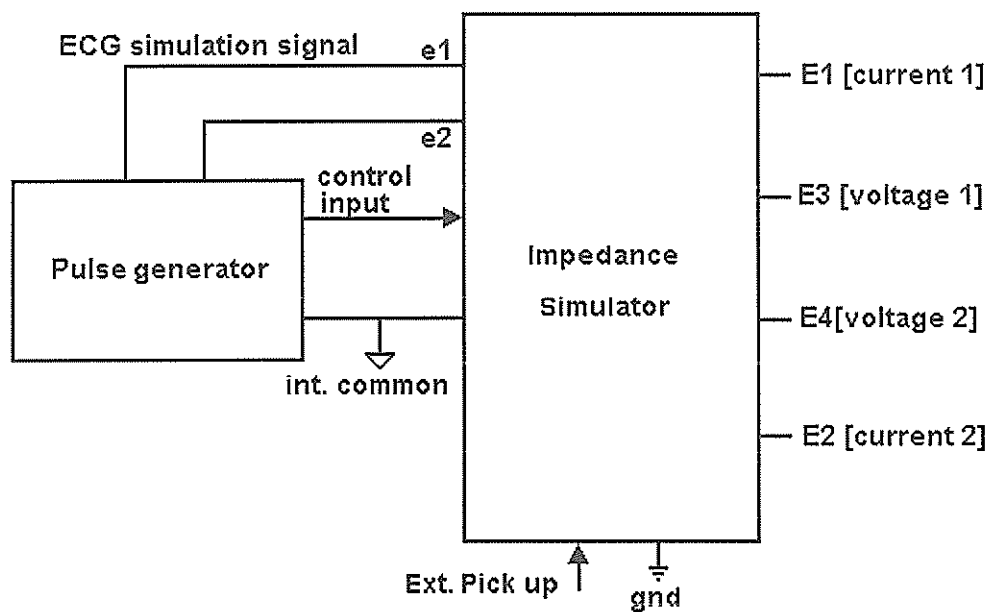 ECG simulation signal
e1
E1 [current 1]
e2
control
input
E3 [voltage 1]
Pulse generator
Impedance
Simulator
E4[voltage 2]
int. common
E2 [current 2]
Ext. Pick up
gnd